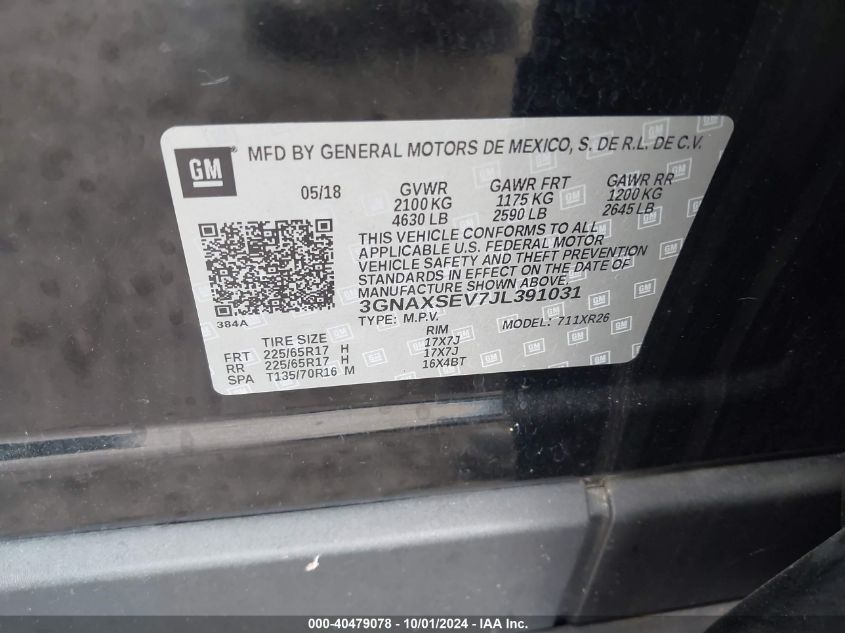 GM
MFD BY GENERAL MOTORS DE MEXICO, S. DE R.L. DE C.V.
05/18 GVWR GAWR FRT GAWR RR
2100 KG 1175 KG 1200 KG
4630 LB 2590 LB 2645 LB
THIS VEHICLE CONFORMS TO ALL
APPLICABLE U.S. FEDERAL MOTOR
VEHICLE SAFETY AND THEFT PREVENTION
STANDARDS IN EFFECT ON THE DATE OF
MANUFACTURE SHOWN ABOVE.
3GNAXSEV7JL391031
384A
TYPE: M.P.V. MODEL: 711XR26
TIRE SIZE RIM
FRT 225/65R17 H 17X7J
RR 225/65R17 H 17X7J
SPA T135/70R16 M 16X4BT
000-40479078 - 10/01/2024 - IAA Inc.